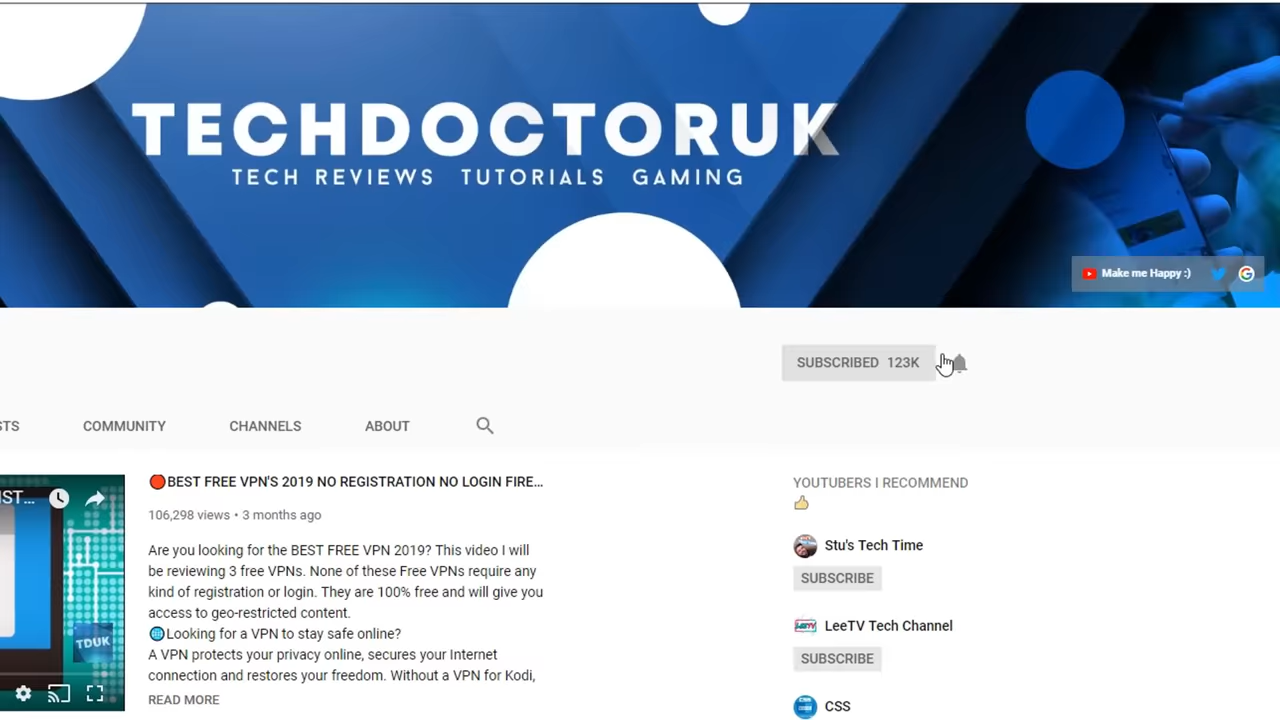 TECHDOCTORUK
TECH REVIEWS TUTORIALS GAMING
Make me Happy :)
SUBSCRIBED 123K
STS
COMMUNITY
CHANNELS
ABOUT
IST...
TDUK
BEST FREE VPN'S 2019 NO REGISTRATION NO LOGIN FIRE...
106,298 views • 3 months ago
Are you looking for the BEST FREE VPN 2019? This video I will
be reviewing 3 free VPNs. None of these Free VPNs require any
kind of registration or login. They are 100% free and will give you
access to geo-restricted content.
Looking for a VPN to stay safe online?
A VPN protects your privacy online, secures your Internet
connection and restores your freedom. Without a VPN for Kodi,
READ MORE
YOUTUBERS I RECOMMEND
Stu's Tech Time
SUBSCRIBE
LeeTV Tech Channel
SUBSCRIBE
CSS